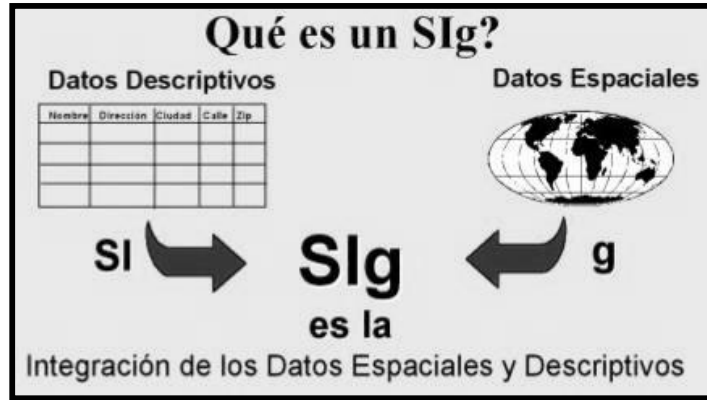 Qué es un SIg?
Datos Descriptivos
Datos Espaciales
Nombre Dirección Ciudad Calle Zip
SI
SIg
g
es la
Integración de los Datos Espaciales y Descriptivos